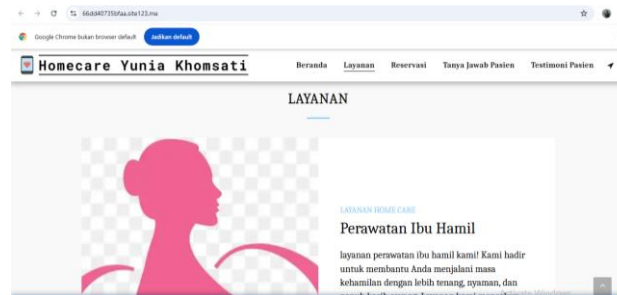 66dd40735bfaa.site123.me
Google Chrome bukan browser default
Jadikan default
Homecare Yunia Khomsati
Beranda
Layanan
Reservasi
Tanya Jawab Pasien
Testimoni Pasien
LAYANAN
LAYANAN HOME CARE
Perawatan Ibu Hamil
layanan perawatan ibu hamil kami! Kami hadir
untuk membantu Anda menjalani masa
kehamilan dengan lebih tenang, nyaman, dan